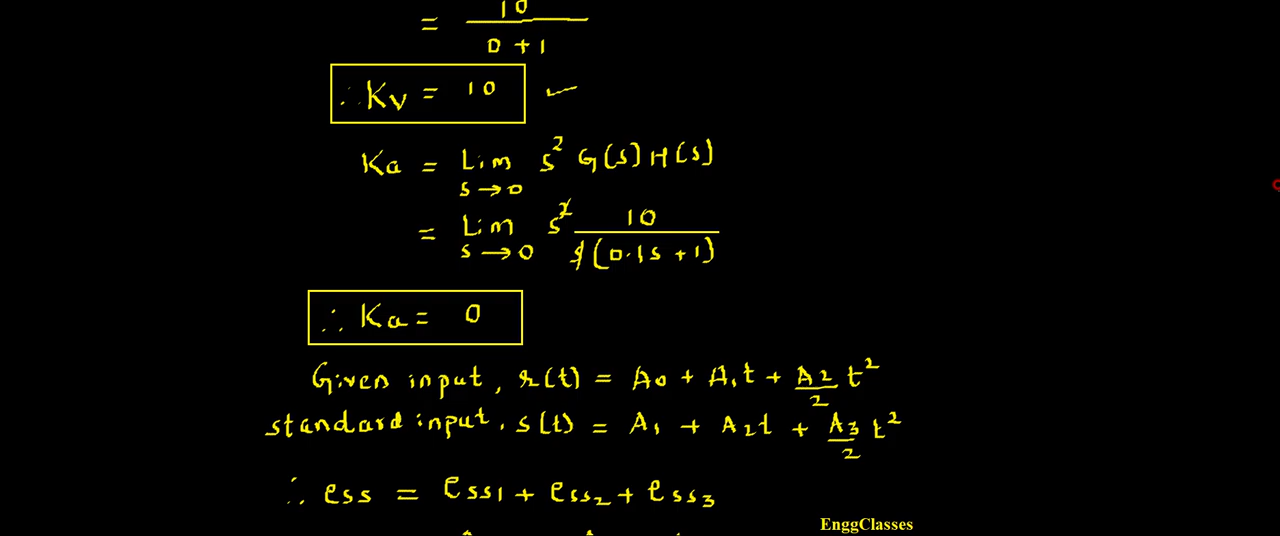 = 10 / (0 + 1)
∴ Kv = 10 ✓
Ka = Lim s→0 s² G(s) H(s)
= Lim s→0 s² 10 / s(0.1s + 1)
∴ Ka = 0
Given input, r(t) = A0 + A1t + A2/2 t²
standard input, s(t) = A1 + A2t + A3/2 t²
∴ ess = ess1 + ess2 + ess3
EnggClasses